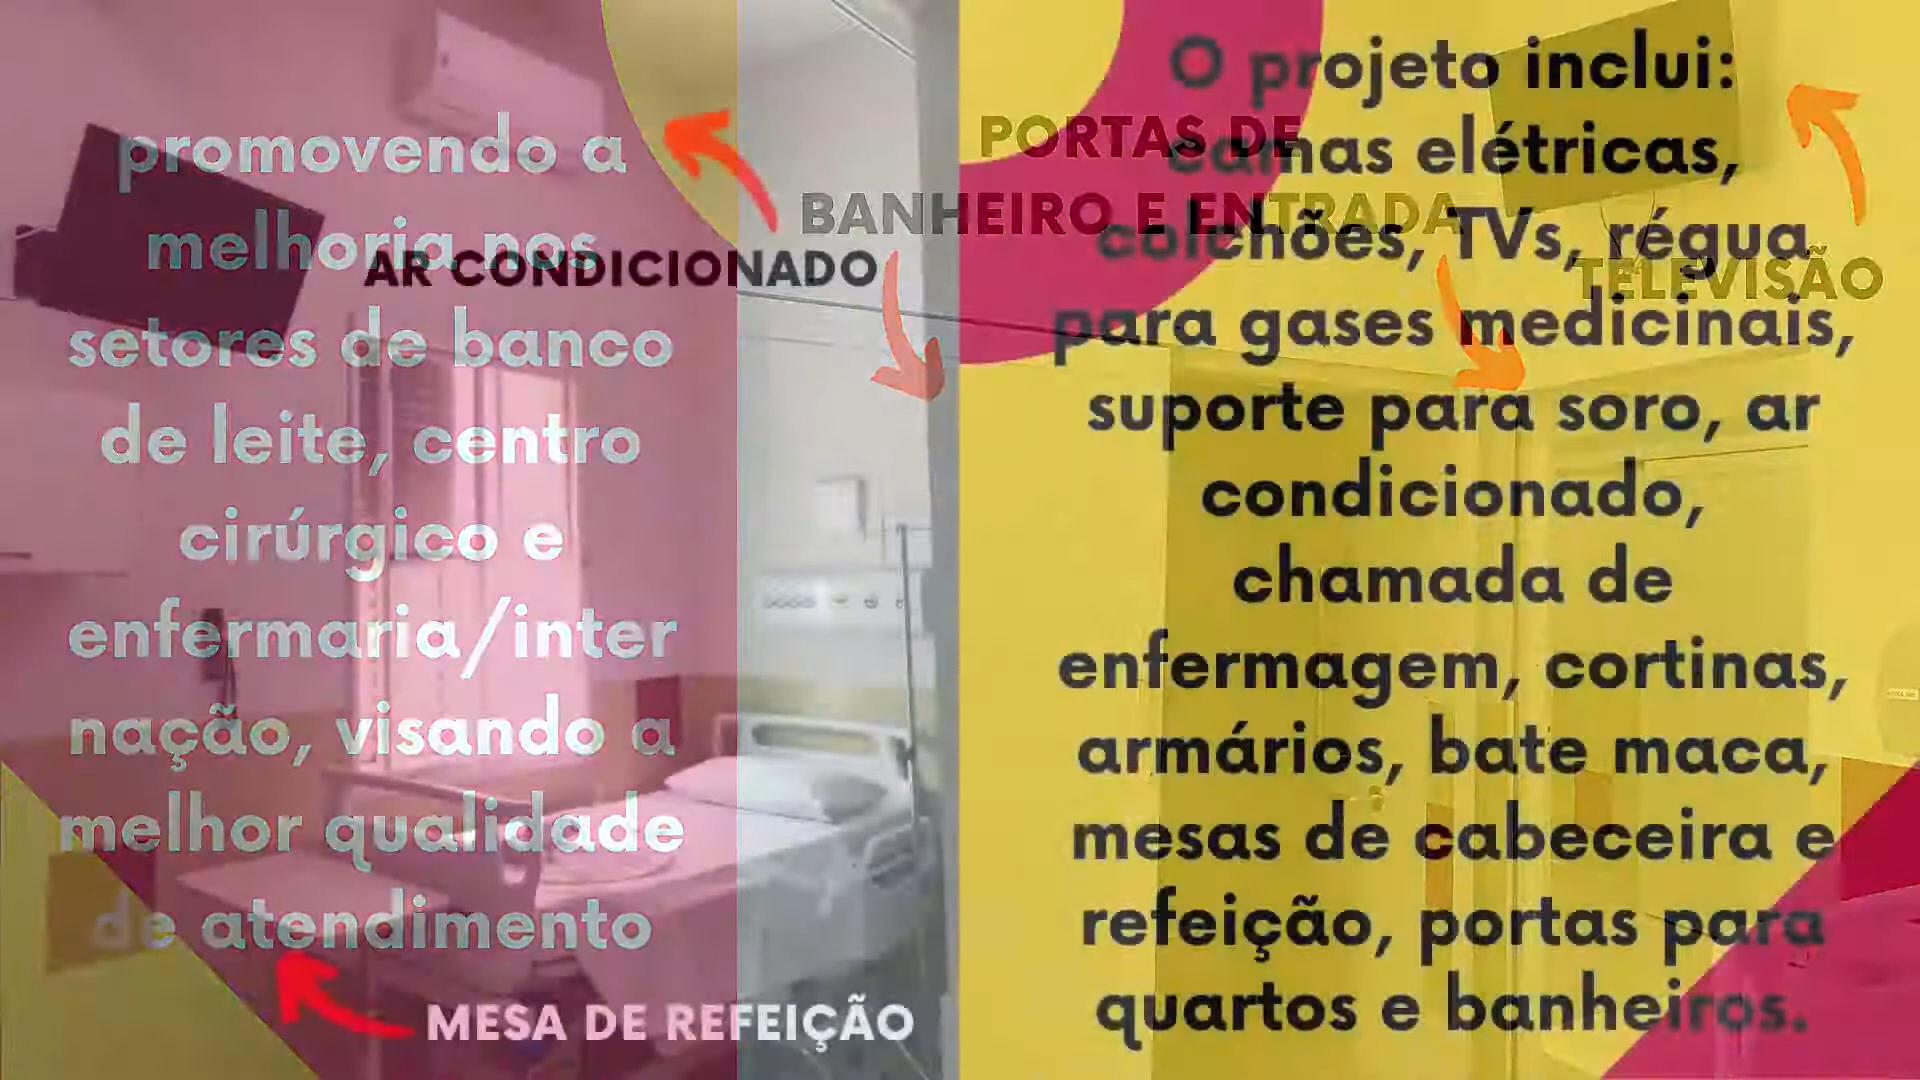 promovendo a
melhoria nos
setores de banco
de leite, centro
cirúrgico e
enfermaria/inter
nação, visando a
melhor qualidade
de atendimento
AR CONDICIONADO
MESA DE REFEIÇÃO
PORTAS DE
BANHEIRO E ENTRADA
TELEVISÃO
O projeto inclui:
camas elétricas,
colchões, TVs, régua
para gases medicinais,
suporte para soro, ar
condicionado,
chamada de
enfermagem, cortinas,
armários, bate maca,
mesas de cabeceira e
refeição, portas para
quartos e banheiros.